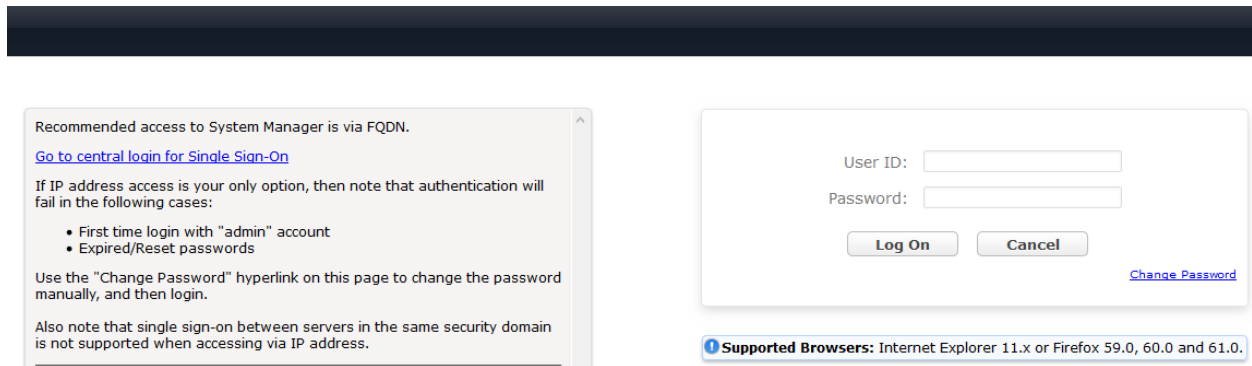 Recommended access to System Manager is via FQDN.
Go to central login for Single Sign-On
If IP address access is your only option, then note that authentication will
fail in the following cases:
• First time login with "admin" account
• Expired/Reset passwords
Use the "Change Password" hyperlink on this page to change the password
manually, and then login.
Also note that single sign-on between servers in the same security domain
is not supported when accessing via IP address.
User ID:
Password:
Log On Cancel
Change Password
Supported Browsers: Internet Explorer 11.x or Firefox 59.0, 60.0 and 61.0.